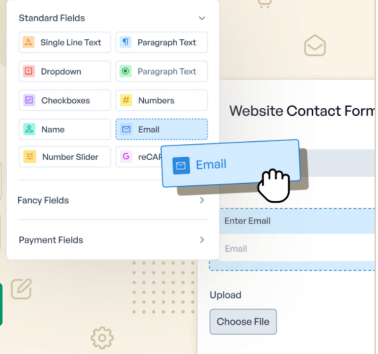 Standard Fields
Single Line Text
Paragraph Text
Dropdown
Paragraph Text
Checkboxes
# Numbers
Name
Email
Number Slider
G reCAP
Email
Fancy Fields
Payment Fields
Website Contact Form
Enter Email
Email
Upload
Choose File